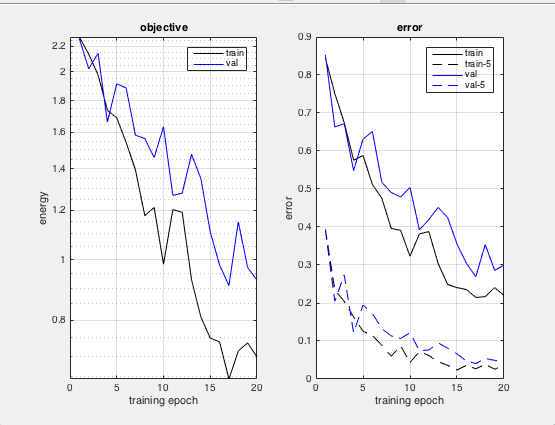 objective
train
val
2.2
2
1.8
1.6
1.4
1.2
1
0.8
energy
0 5 10 15 20
training epoch
error
train
train-5
val
val-5
0.9
0.8
0.7
0.6
0.5
0.4
0.3
0.2
0.1
0
error
0 5 10 15 20
training epoch